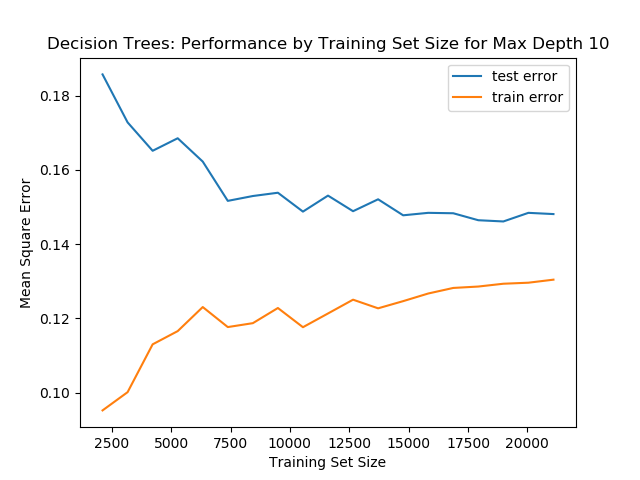 Decision Trees: Performance by Training Set Size for Max Depth 10
test error
train error
0.18
0.16
0.14
0.12
0.10
Mean Square Error
2500 5000 7500 10000 12500 15000 17500 20000
Training Set Size